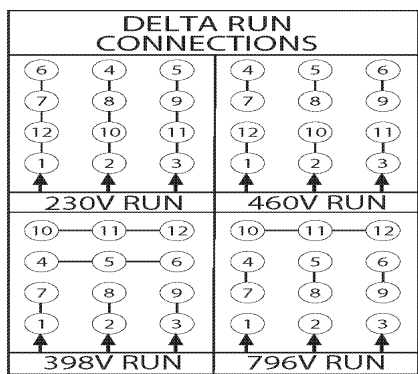 DELTA RUN
CONNECTIONS
6 4 5
7 8 9
12 10 11
1 2 3
230V RUN
4 5 6
7 8 9
12 10 11
1 2 3
460V RUN
10 11 12
4 5 6
7 8 9
1 2 3
398V RUN
10 11 12
4 5 6
7 8 9
1 2 3
796V RUN